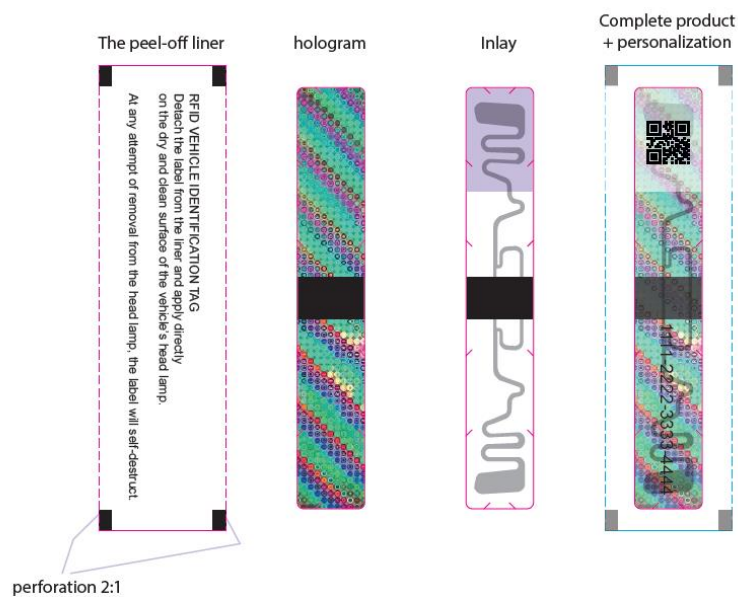 The peel-off liner
hologram
Inlay
Complete product
+ personalization
RFID VEHICLE IDENTIFICATION TAG
Detach the label from the liner and apply directly
on the dry and clean surface of the vehicle's head lamp.
At any attempt of removal from the head lamp, the label will self-destruct.
1111-2222-3333-4444
perforation 2:1